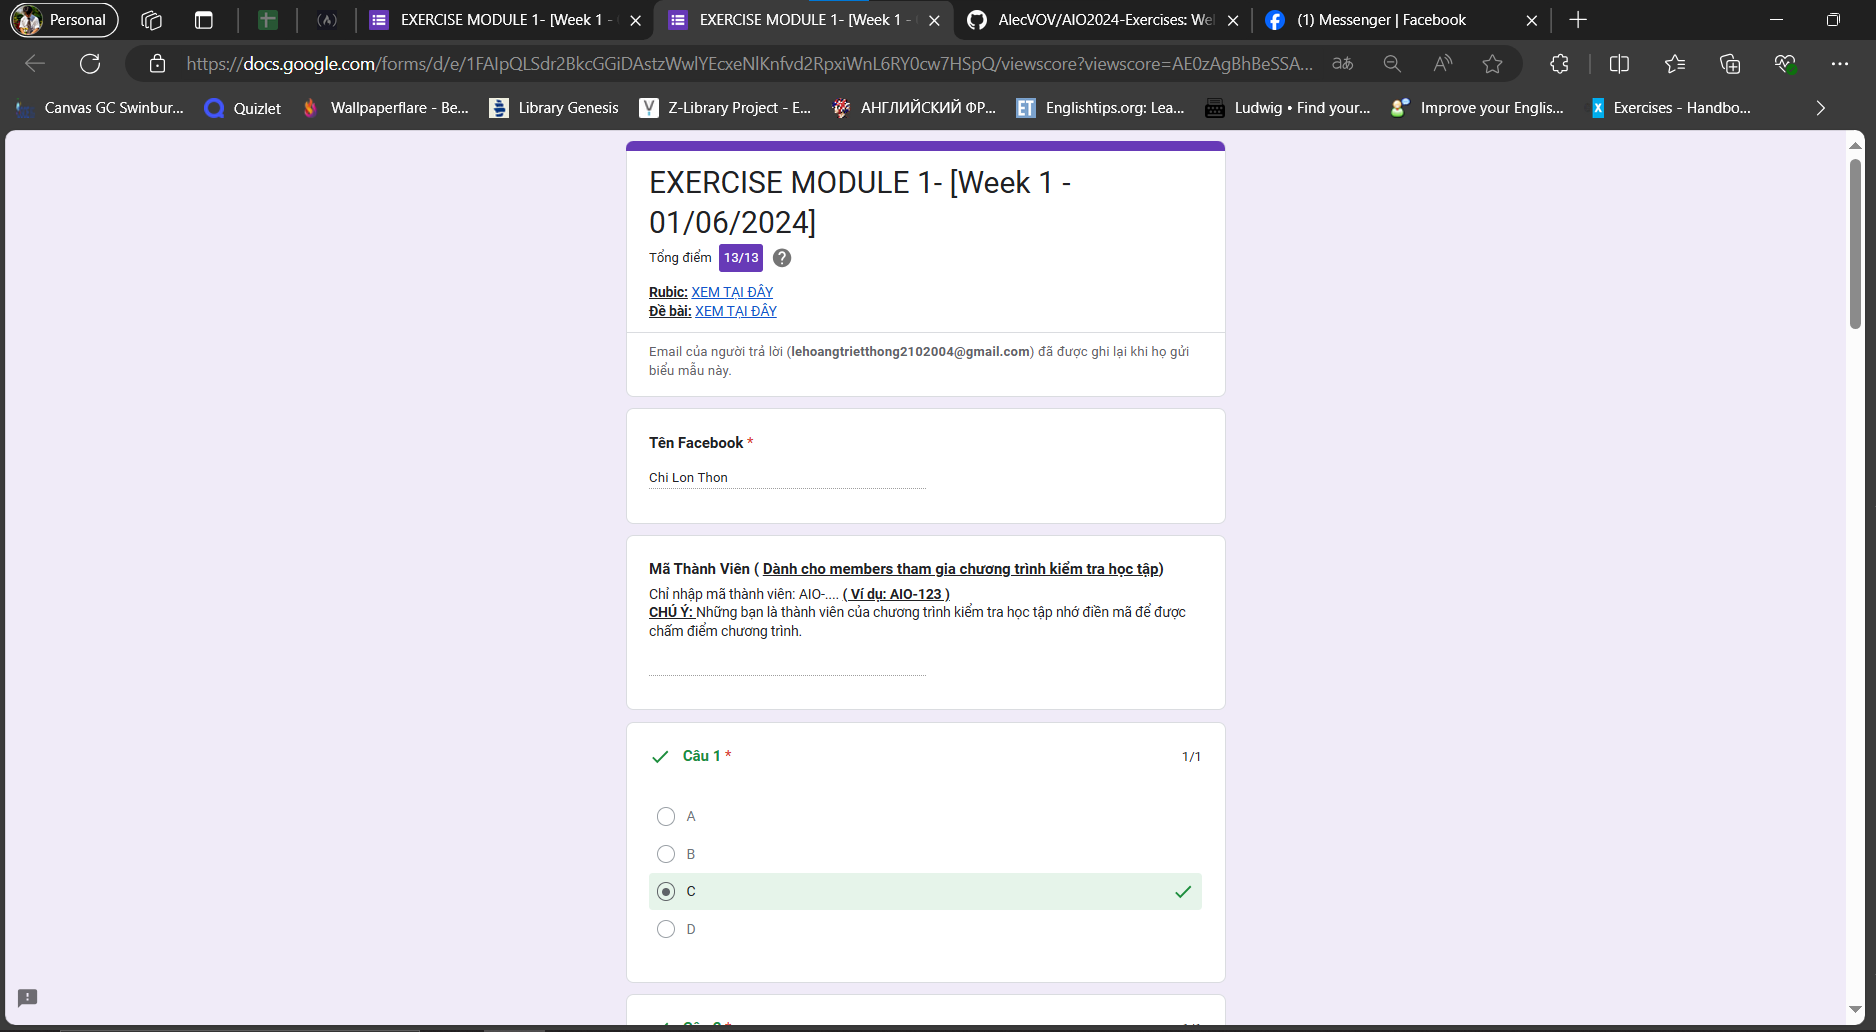 Personal
EXERCISE MODULE 1- [Week 1 -
EXERCISE MODULE 1- [Week 1 -
AlecVOV/AIO2024-Exercises: Wel
(1) Messenger | Facebook
https://docs.google.com/forms/d/e/1FAIpQLSdr2BkcGGiDAstzWwlYEcxeNlKnfvd2RpxiWnL6RY0cw7HSpQ/viewscore?viewscore=AE0zAgBhBeSSA...
Canvas GC Swinbur...
Quizlet
Wallpaperflare - Be...
Library Genesis
Z-Library Project - E...
АНГЛИЙСКИЙ ФР...
Englishtips.org: Lea...
Ludwig • Find your...
Improve your Englis...
Exercises - Handbo...
EXERCISE MODULE 1- [Week 1 -
01/06/2024]
Tổng điểm 13/13
Rubic: XEM TẠI ĐÂY
Đề bài: XEM TẠI ĐÂY
Email của người trả lời (lehoangtrietthong2102004@gmail.com) đã được ghi lại khi họ gửi
biểu mẫu này.
Tên Facebook *
Chi Lon Thon
Mã Thành Viên ( Dành cho members tham gia chương trình kiểm tra học tập)
Chỉ nhập mã thành viên: AIO-.... ( Ví dụ: AIO-123 )
CHÚ Ý: Những bạn là thành viên của chương trình kiểm tra học tập nhớ điền mã để được
chấm điểm chương trình.
Câu 1 * 1/1
A
B
C
D